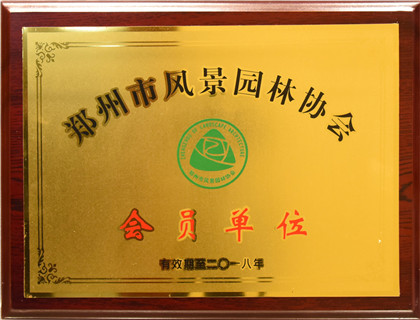 郑州市风景园林协会
会员单位
有效期至二〇一八年